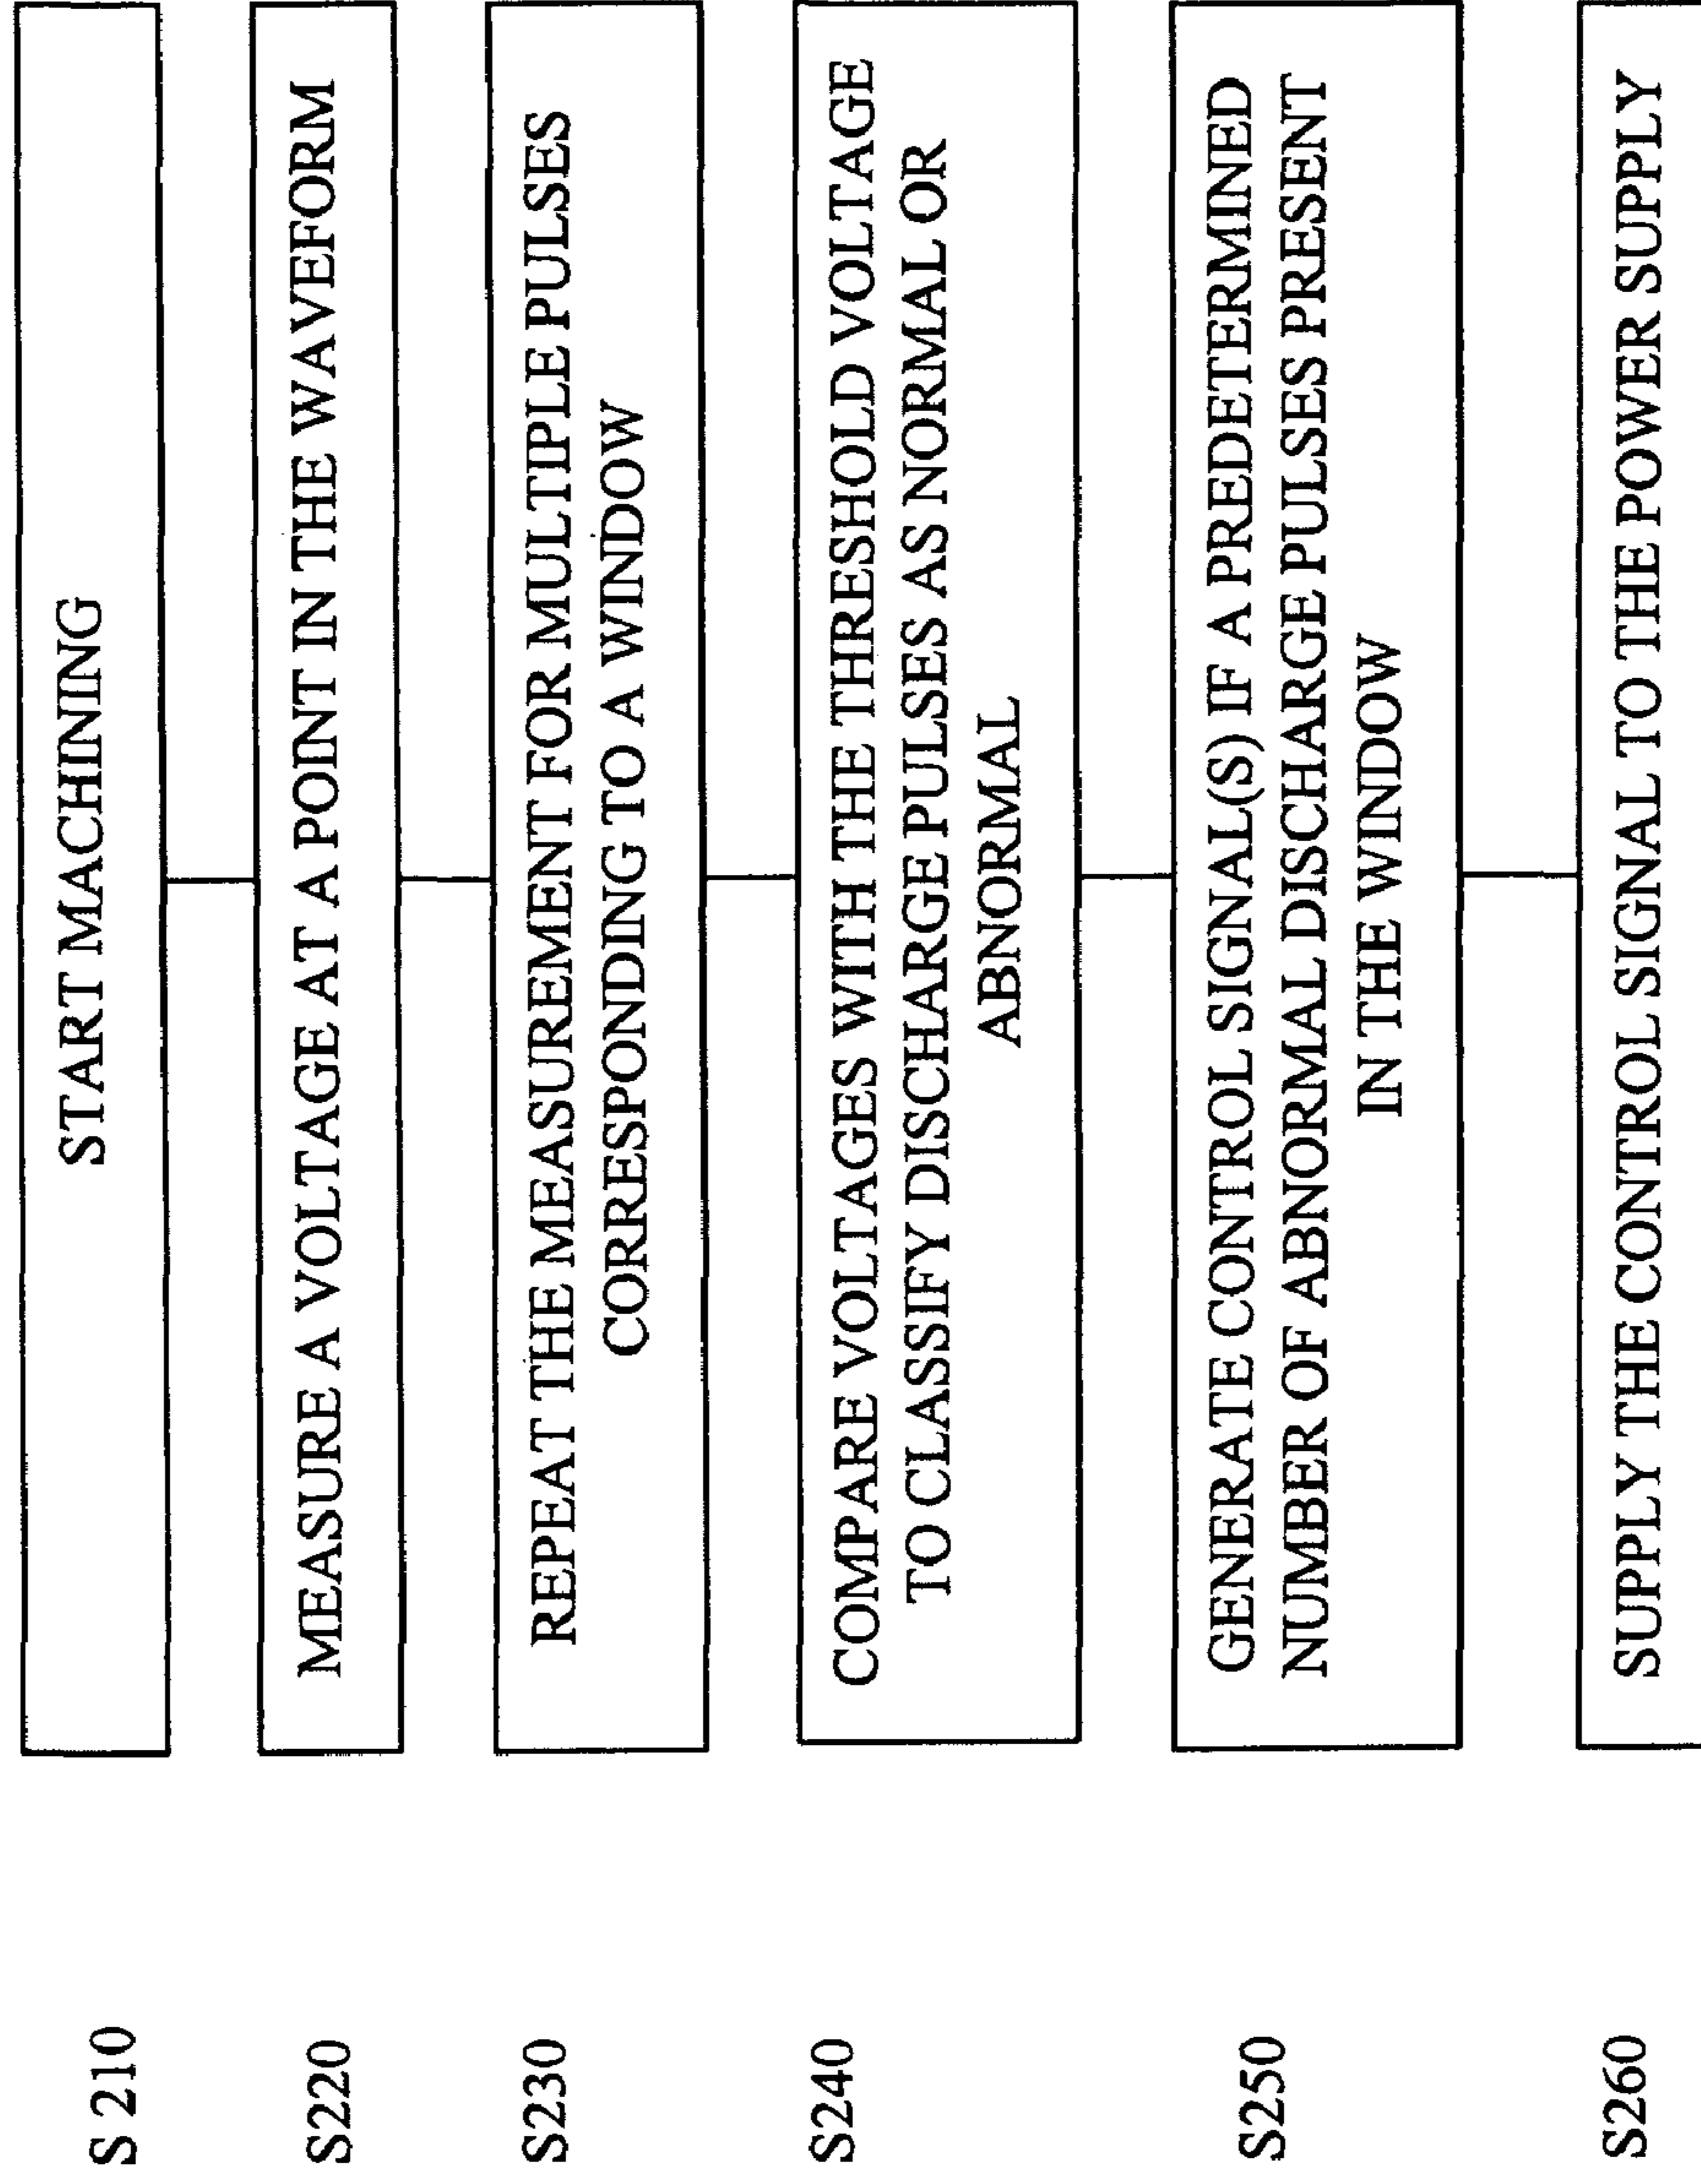 S 210
START MACHINING
S220
MEASURE A VOLTAGE AT A POINT IN THE WAVEFORM
S230
REPEAT THE MEASUREMENT FOR MULTIPLE PULSES
CORRESPONDING TO A WINDOW
S240
COMPARE VOLTAGES WITH THE THRESHOLD VOLTAGE
TO CLASSIFY DISCHARGE PULSES AS NORMAL OR
ABNORMAL
S250
GENERATE CONTROL SIGNAL(S) IF A PREDETERMINED
NUMBER OF ABNORMAL DISCHARGE PULSES PRESENT
IN THE WINDOW
S260
SUPPLY THE CONTROL SIGNAL TO THE POWER SUPPLY